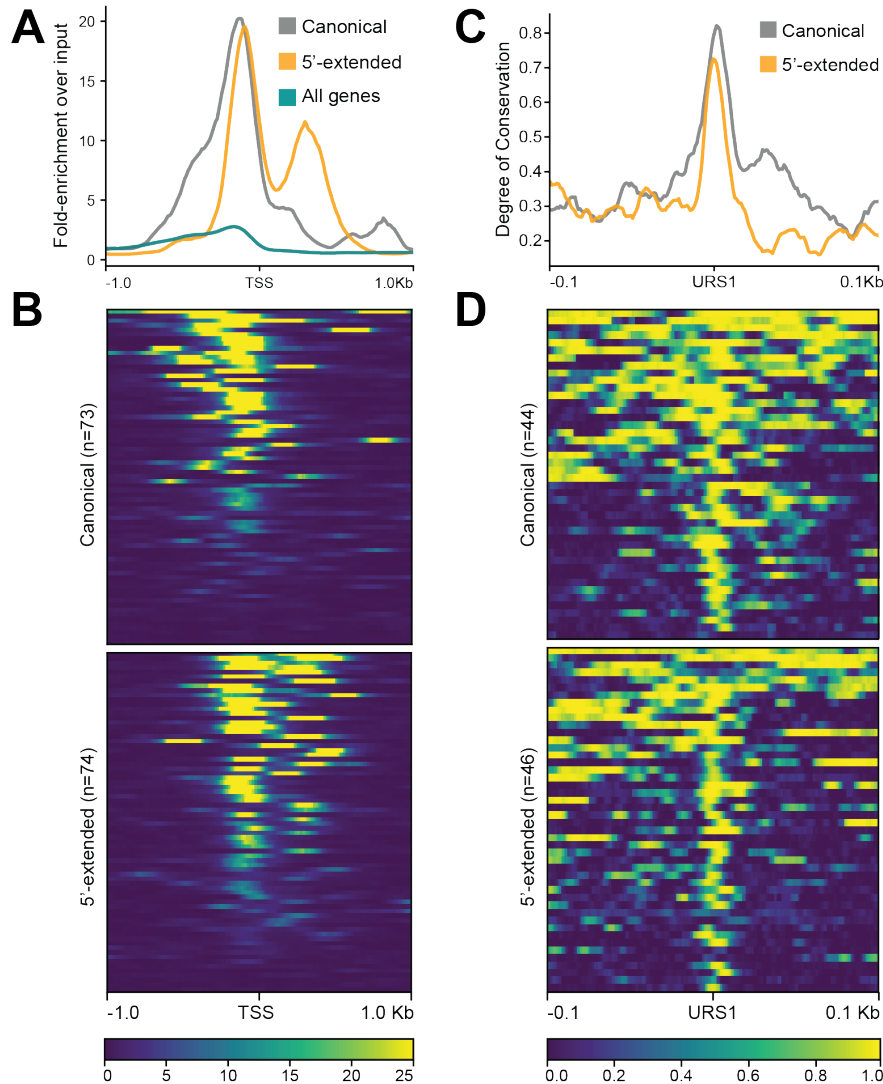 A
Fold-enrichment over input
20
15
10
5
0
Canonical
5’-extended
All genes
-1.0
TSS
1.0Kb
C
Degree of Conservation
0.8
0.7
0.6
0.5
0.4
0.3
0.2
Canonical
5’-extended
-0.1
URS1
0.1Kb
B
Canonical (n=73)
5’-extended (n=74)
-1.0
TSS
1.0 Kb
0
5
10
15
20
25
D
Canonical (n=44)
5’-extended (n=46)
-0.1
URS1
0.1 Kb
0.0
0.2
0.4
0.6
0.8
1.0